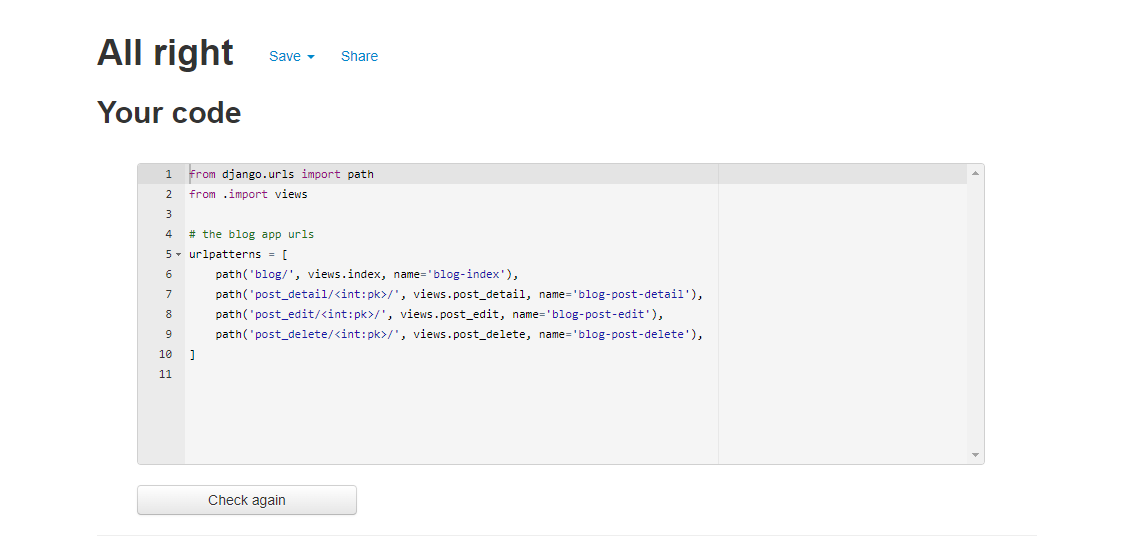 All right Save Share
Your code
1 from django.urls import path
2 from .import views
3
4 # the blog app urls
5 urlpatterns = [
6     path('blog/', views.index, name='blog-index'),
7     path('post_detail/<int:pk>/', views.post_detail, name='blog-post-detail'),
8     path('post_edit/<int:pk>/', views.post_edit, name='blog-post-edit'),
9     path('post_delete/<int:pk>/', views.post_delete, name='blog-post-delete'),
10 ]
11
Check again